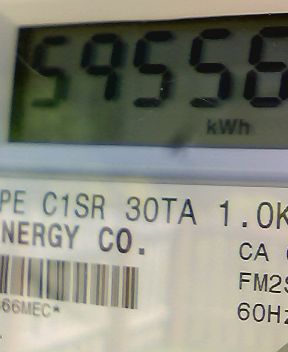 59556
kWh
PE C1SR 30TA 1.0K
NERGY CO.
CA
FM2S
66MEC*
60Hz